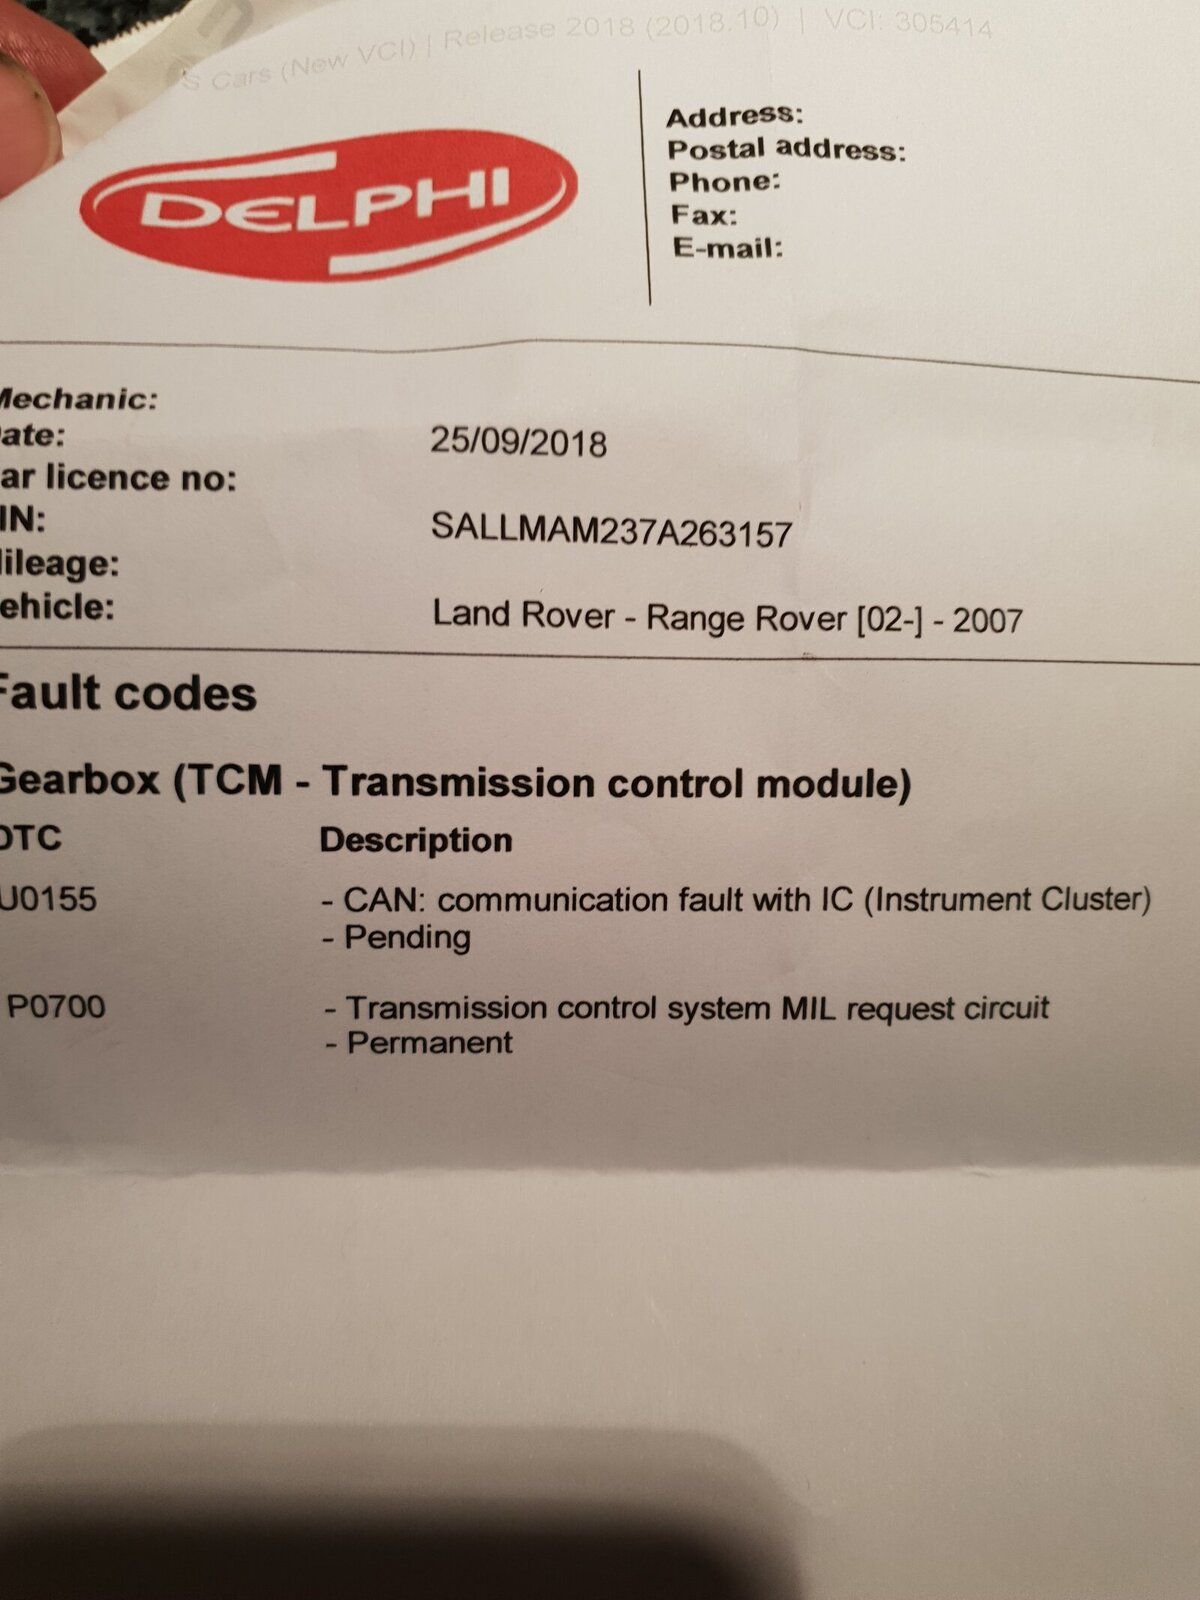 S Cars (New VCI) | Release 2018 (2018.10) | VCI: 305414
DELPHI
Address:
Postal address:
Phone:
Fax:
E-mail:
Mechanic:
ate: 25/09/2018
ar licence no:
IN: SALLMAM237A263157
ileage:
ehicle: Land Rover - Range Rover [02-] - 2007
Fault codes
Gearbox (TCM - Transmission control module)
DTC Description
U0155 - CAN: communication fault with IC (Instrument Cluster)
- Pending
P0700 - Transmission control system MIL request circuit
- Permanent